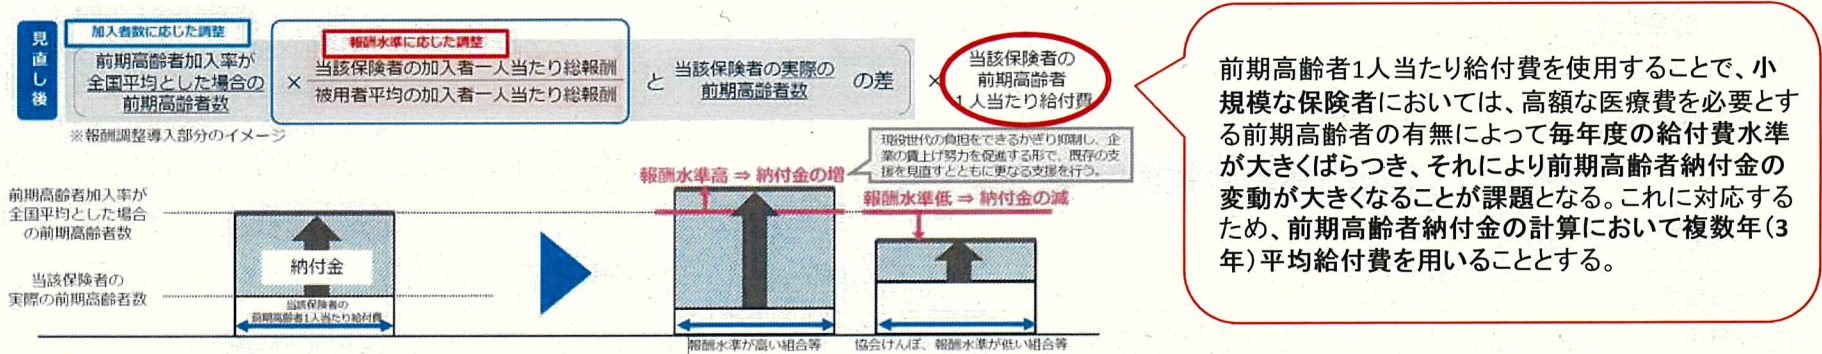 見直し後
加入者数に応じた調整
前期高齢者加入率が
全国平均とした場合の
前期高齢者数
×
報酬水準に応じた調整
当該保険者の加入者一人当たり総報酬
被用者平均の加入者一人当たり総報酬
と
当該保険者の実際の
前期高齢者数
の差
×
当該保険者の
前期高齢者
1人当たり給付費
※報酬調整導入部分のイメージ
現役世代の負担をできるかぎり抑制し、企
業の賃上げ努力を促進する形で、既存の支
援を見直すとともに更なる支援を行う。
報酬水準高 ⇒ 納付金の増
報酬水準低 ⇒ 納付金の減
前期高齢者加入率が
全国平均とした場合
の前期高齢者数
当該保険者の
実際の前期高齢者数
納付金
当該保険者の
前期高齢者1人当たり給付費
報酬水準が高い組合等
協会けんぽ、報酬水準が低い組合等
前期高齢者1人当たり給付費を使用することで、小
規模な保険者においては、高額な医療費を必要とす
る前期高齢者の有無によって毎年度の給付費水準
が大きくばらつき、それにより前期高齢者納付金の
変動が大きくなることが課題となる。これに対応する
ため、前期高齢者納付金の計算において複数年(3
年)平均給付費を用いることとする。